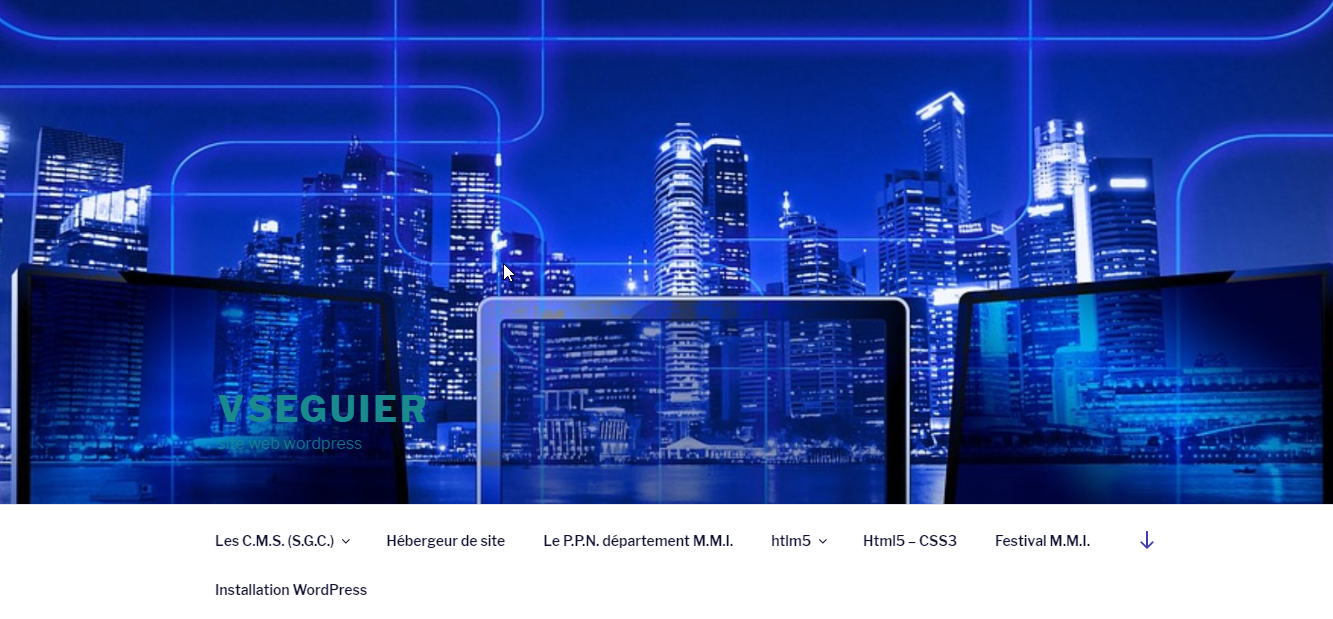 VSEGUIER
site web wordpress
Les C.M.S. (S.G.C.) Hébergeur de site Le P.P.N. département M.M.I. htlm5 Html5 – CSS3 Festival M.M.I.
Installation WordPress